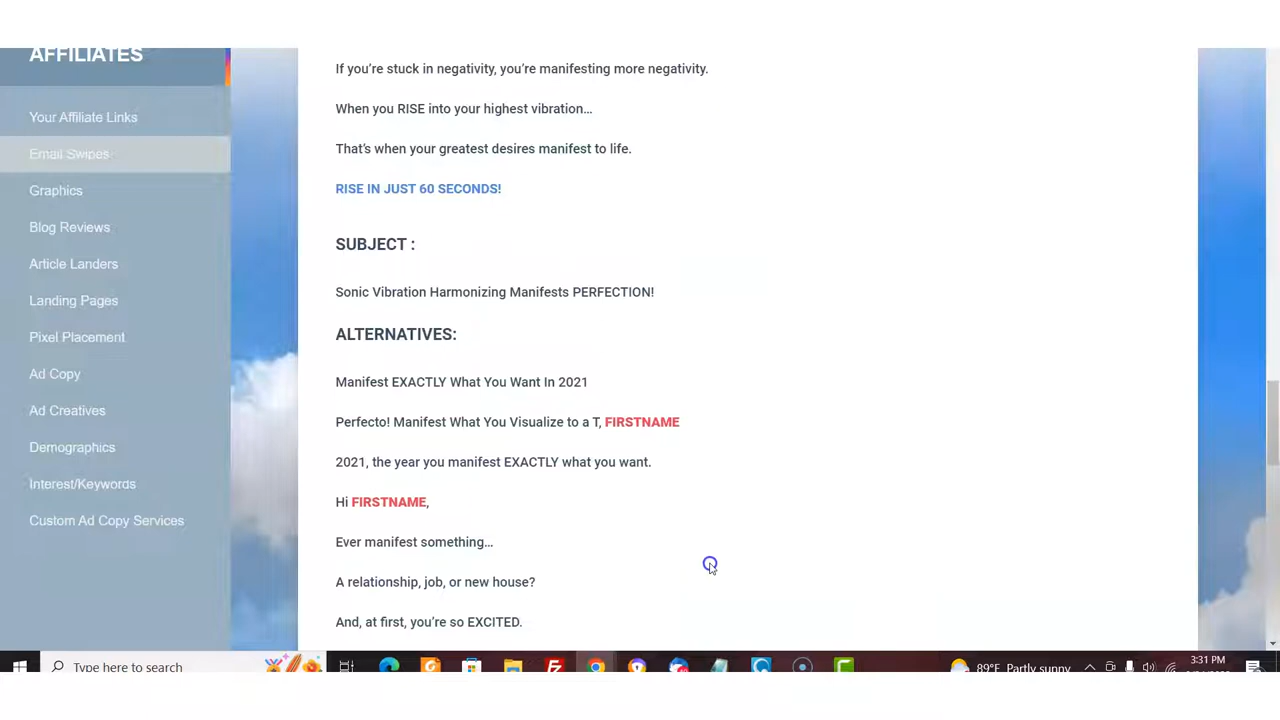 AFFILIATES
Your Affiliate Links
Email Swipes
Graphics
Blog Reviews
Article Landers
Landing Pages
Pixel Placement
Ad Copy
Ad Creatives
Demographics
Interest/Keywords
Custom Ad Copy Services
If you’re stuck in negativity, you’re manifesting more negativity.
When you RISE into your highest vibration…
That’s when your greatest desires manifest to life.
RISE IN JUST 60 SECONDS!
SUBJECT :
Sonic Vibration Harmonizing Manifests PERFECTION!
ALTERNATIVES:
Manifest EXACTLY What You Want In 2021
Perfecto! Manifest What You Visualize to a T, FIRSTNAME
2021, the year you manifest EXACTLY what you want.
Hi FIRSTNAME,
Ever manifest something…
A relationship, job, or new house?
And, at first, you’re so EXCITED.
Type here to search
89°F Partly sunny
3:31 PM